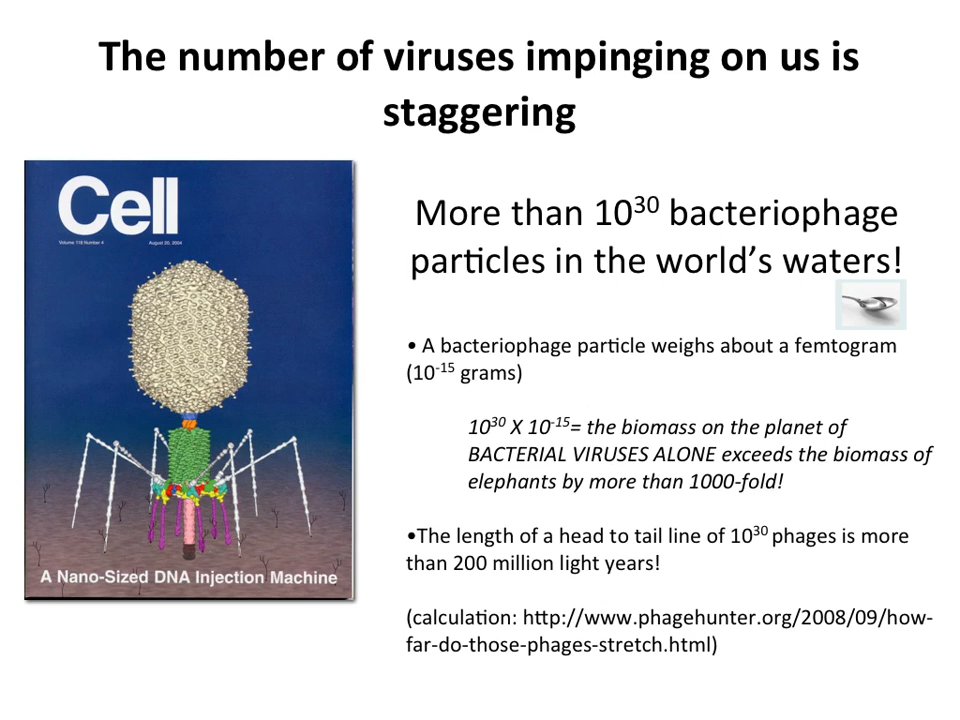 The number of viruses impinging on us is
staggering
Cell
Volume 118 Number 4 August 20, 2004
A Nano-Sized DNA Injection Machine
More than 10³⁰ bacteriophage
particles in the world's waters!
• A bacteriophage particle weighs about a femtogram
(10⁻¹⁵ grams)
10³⁰ X 10⁻¹⁵= the biomass on the planet of
BACTERIAL VIRUSES ALONE exceeds the biomass of
elephants by more than 1000-fold!
•The length of a head to tail line of 10³⁰ phages is more
than 200 million light years!
(calculation: http://www.phagehunter.org/2008/09/how-
far-do-those-phages-stretch.html)